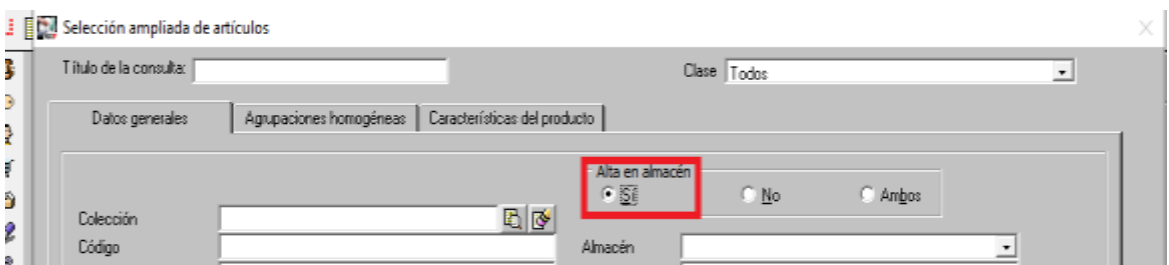 Selección ampliada de artículos
Título de la consulta:
Clase Todos
Datos generales Agrupaciones homogéneas Características del producto
Alta en almacén
Sí No Ambos
Colección
Código Almacén